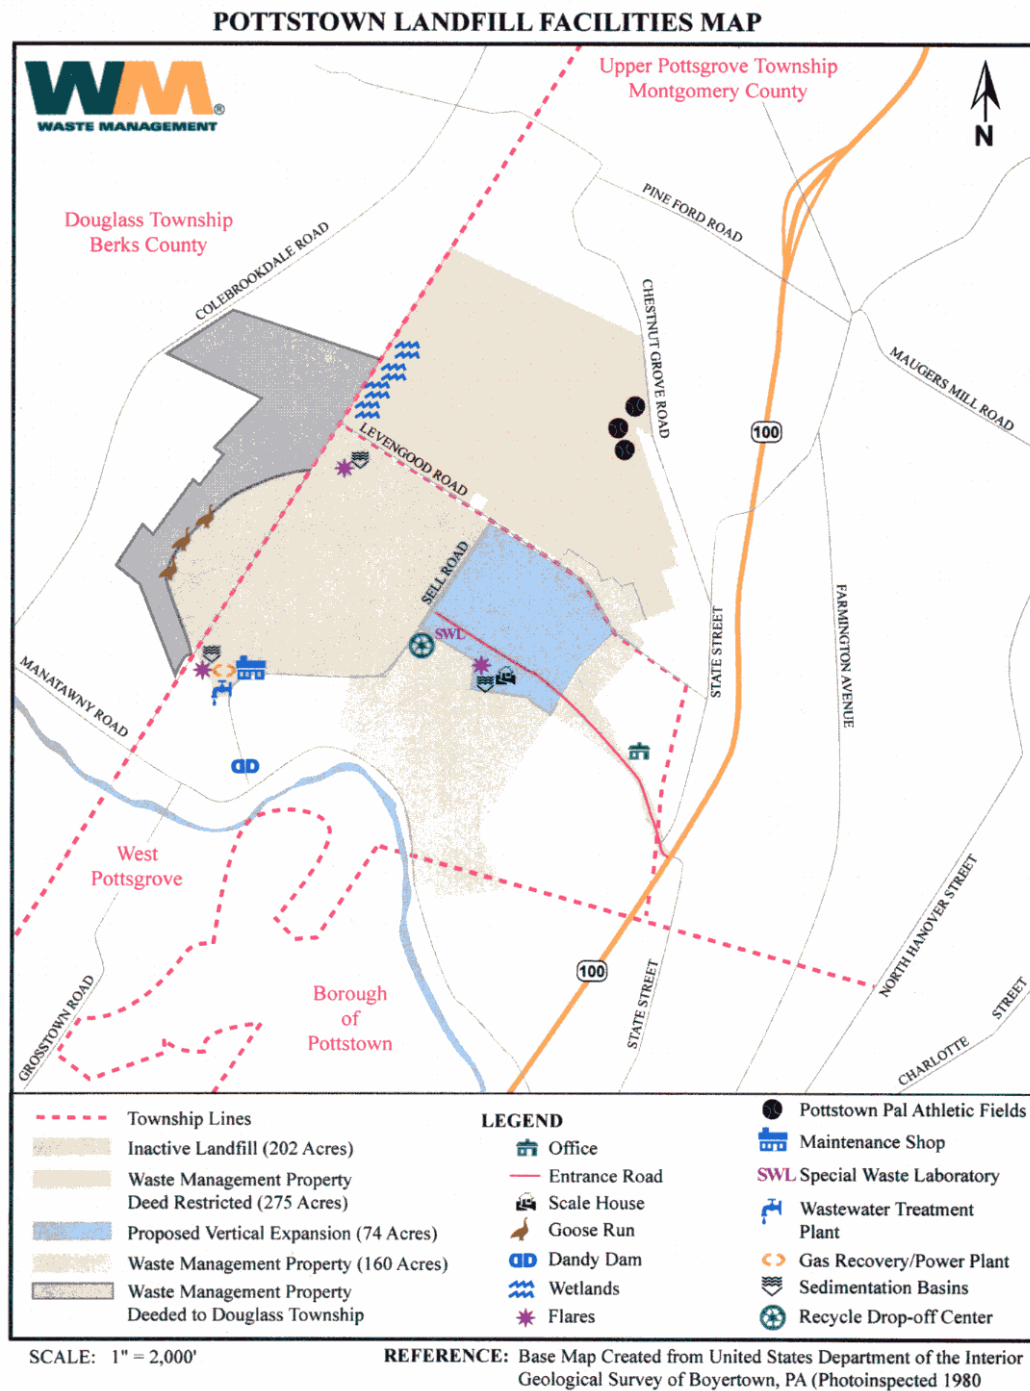 POTTSTOWN LANDFILL FACILITIES MAP
WM®
WASTE MANAGEMENT
Upper Pottsgrove Township
Montgomery County
N
Douglass Township
Berks County
COLEBROOKDALE ROAD
PINE FORD ROAD
CHESTNUT GROVE ROAD
MAUGERS MILL ROAD
100
LEVENGOOD ROAD
SELL ROAD
SWL
STATE STREET
FARMINGTON AVENUE
MANATAWNY ROAD
DD
West
Pottsgrove
GROSSTOWN ROAD
Borough
of
Pottstown
100
STATE STREET
NORTH HANOVER STREET
CHARLOTTE STREET
LEGEND
Township Lines
Inactive Landfill (202 Acres)
Waste Management Property
Deed Restricted (275 Acres)
Proposed Vertical Expansion (74 Acres)
Waste Management Property (160 Acres)
Waste Management Property
Deeded to Douglass Township
Office
Entrance Road
Scale House
Goose Run
DD Dandy Dam
Wetlands
Flares
Pottstown Pal Athletic Fields
Maintenance Shop
SWL Special Waste Laboratory
Wastewater Treatment
Plant
Gas Recovery/Power Plant
Sedimentation Basins
Recycle Drop-off Center
SCALE: 1" = 2,000'
REFERENCE: Base Map Created from United States Department of the Interior
Geological Survey of Boyertown, PA (Photoinspected 1980